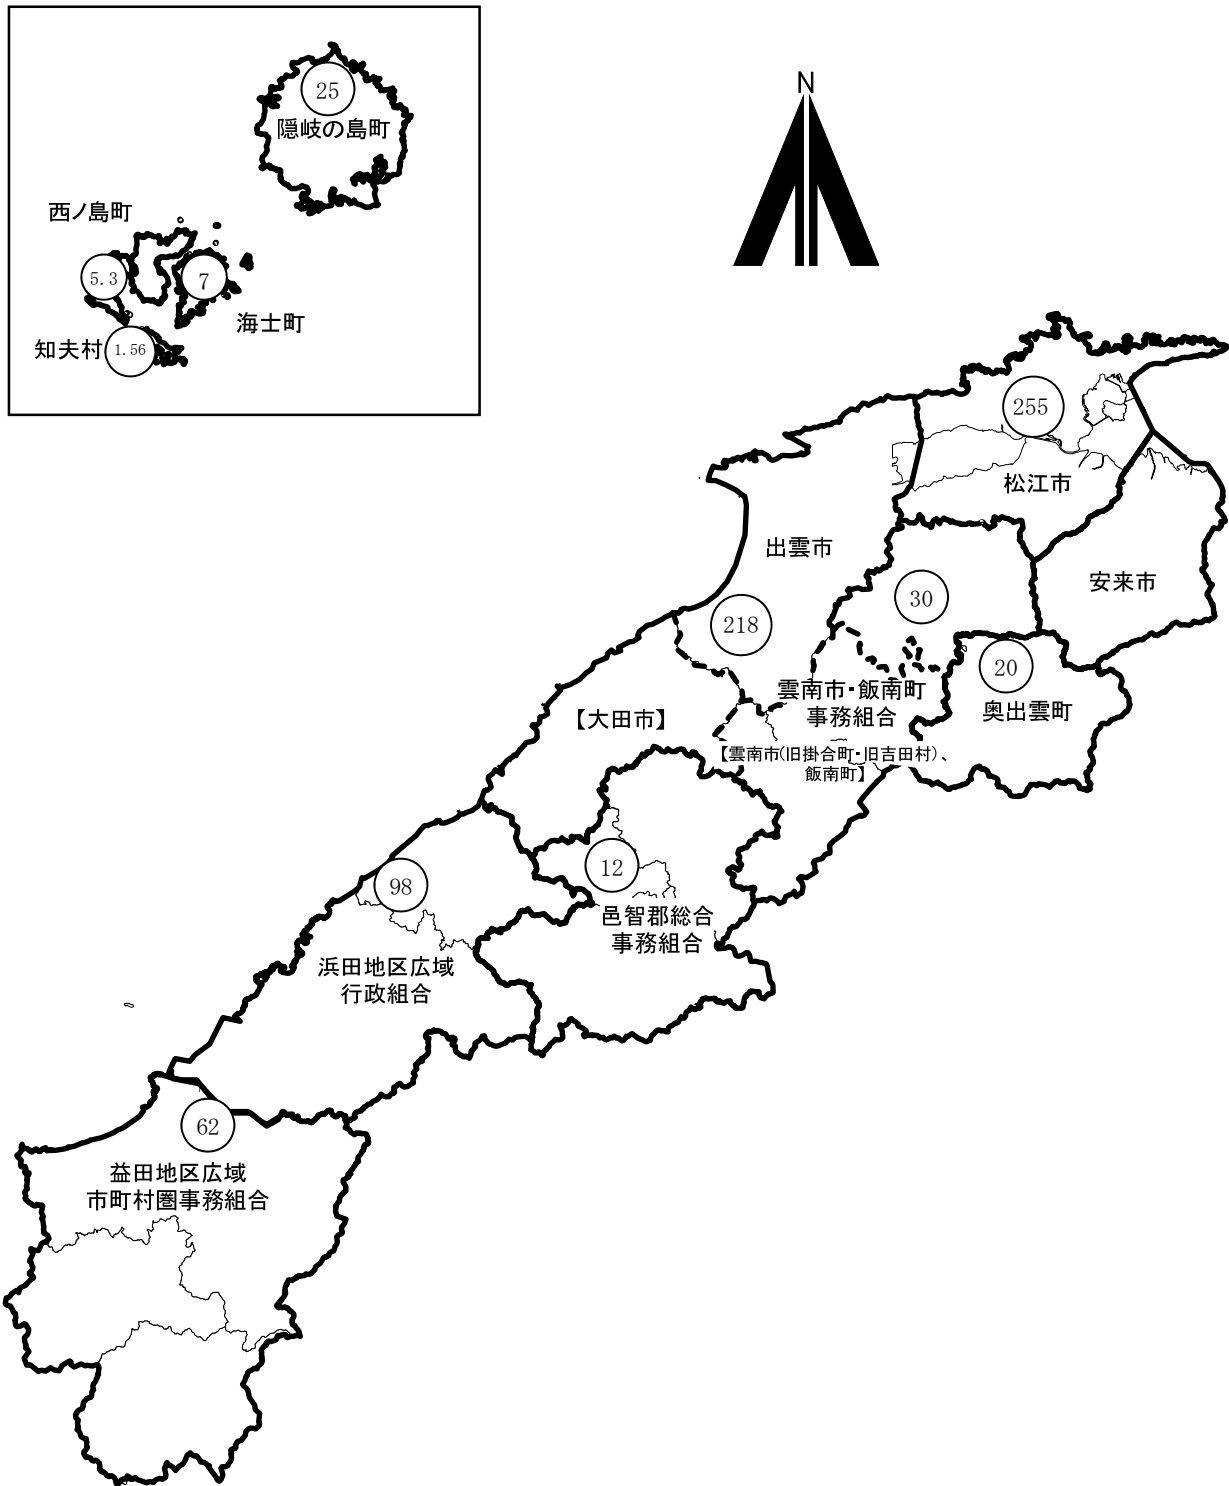 25
隠岐の島町
西ノ島町
5.3
7
海士町
知夫村
1.56
N
255
松江市
出雲市
安来市
30
218
20
雲南市・飯南町
事務組合
奥出雲町
【大田市】
【雲南市(旧掛合町・旧吉田村)、
飯南町】
12
98
邑智郡総合
事務組合
浜田地区広域
行政組合
62
益田地区広域
市町村圏事務組合